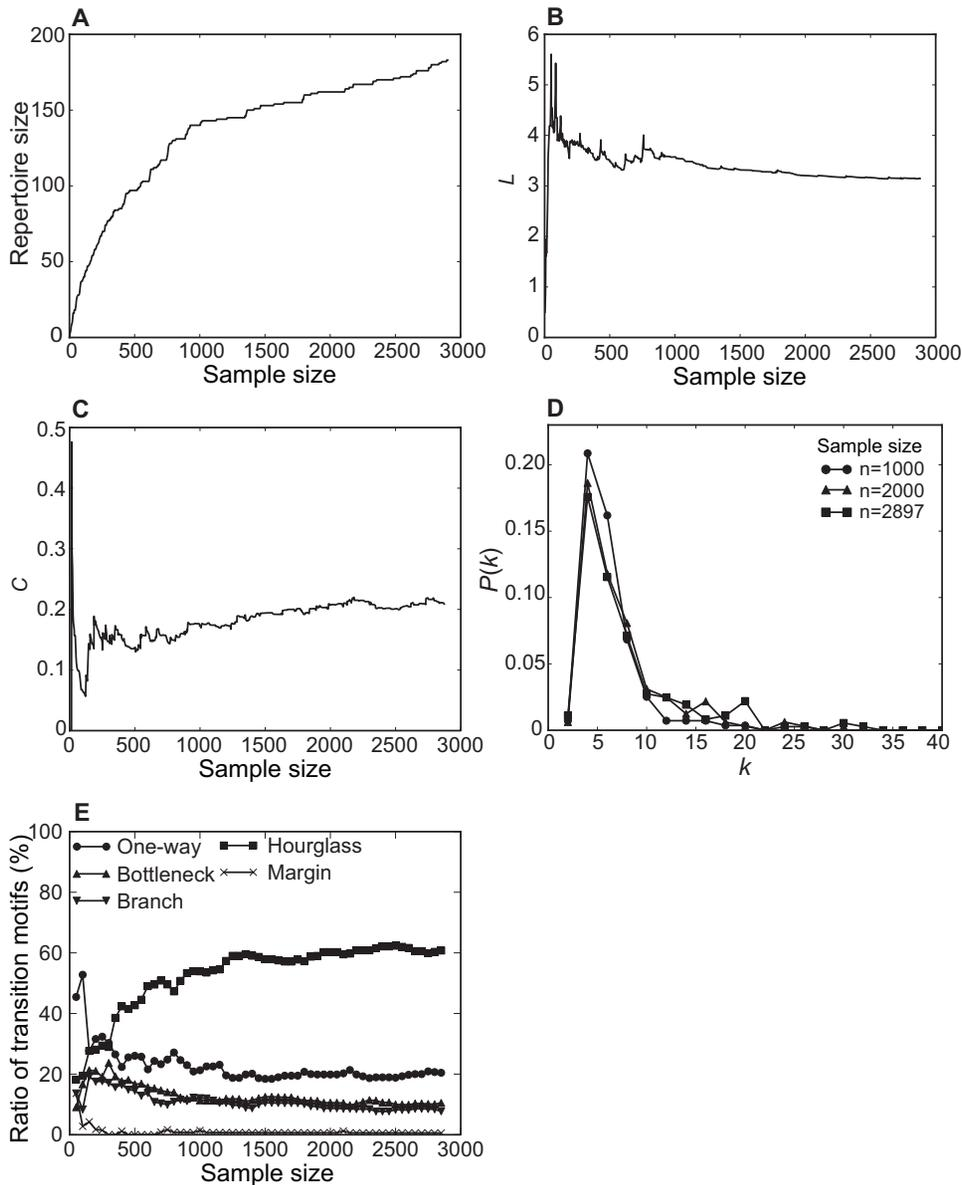 A
200
150
100
50
0
Repertoire size
0 500 1000 1500 2000 2500 3000
Sample size
B
6
5
4
3
2
1
0
L
0 500 1000 1500 2000 2500 3000
Sample size
C
0.5
0.4
0.3
0.2
0.1
0
C
0 500 1000 1500 2000 2500 3000
Sample size
D
0.20
0.15
0.10
0.05
0
P(k)
Sample size
n=1000
n=2000
n=2897
0 5 10 15 20 25 30 35 40
k
E
100
80
60
40
20
0
Ratio of transition motifs (%)
One-way
Hourglass
Bottleneck
Margin
Branch
0 500 1000 1500 2000 2500 3000
Sample size